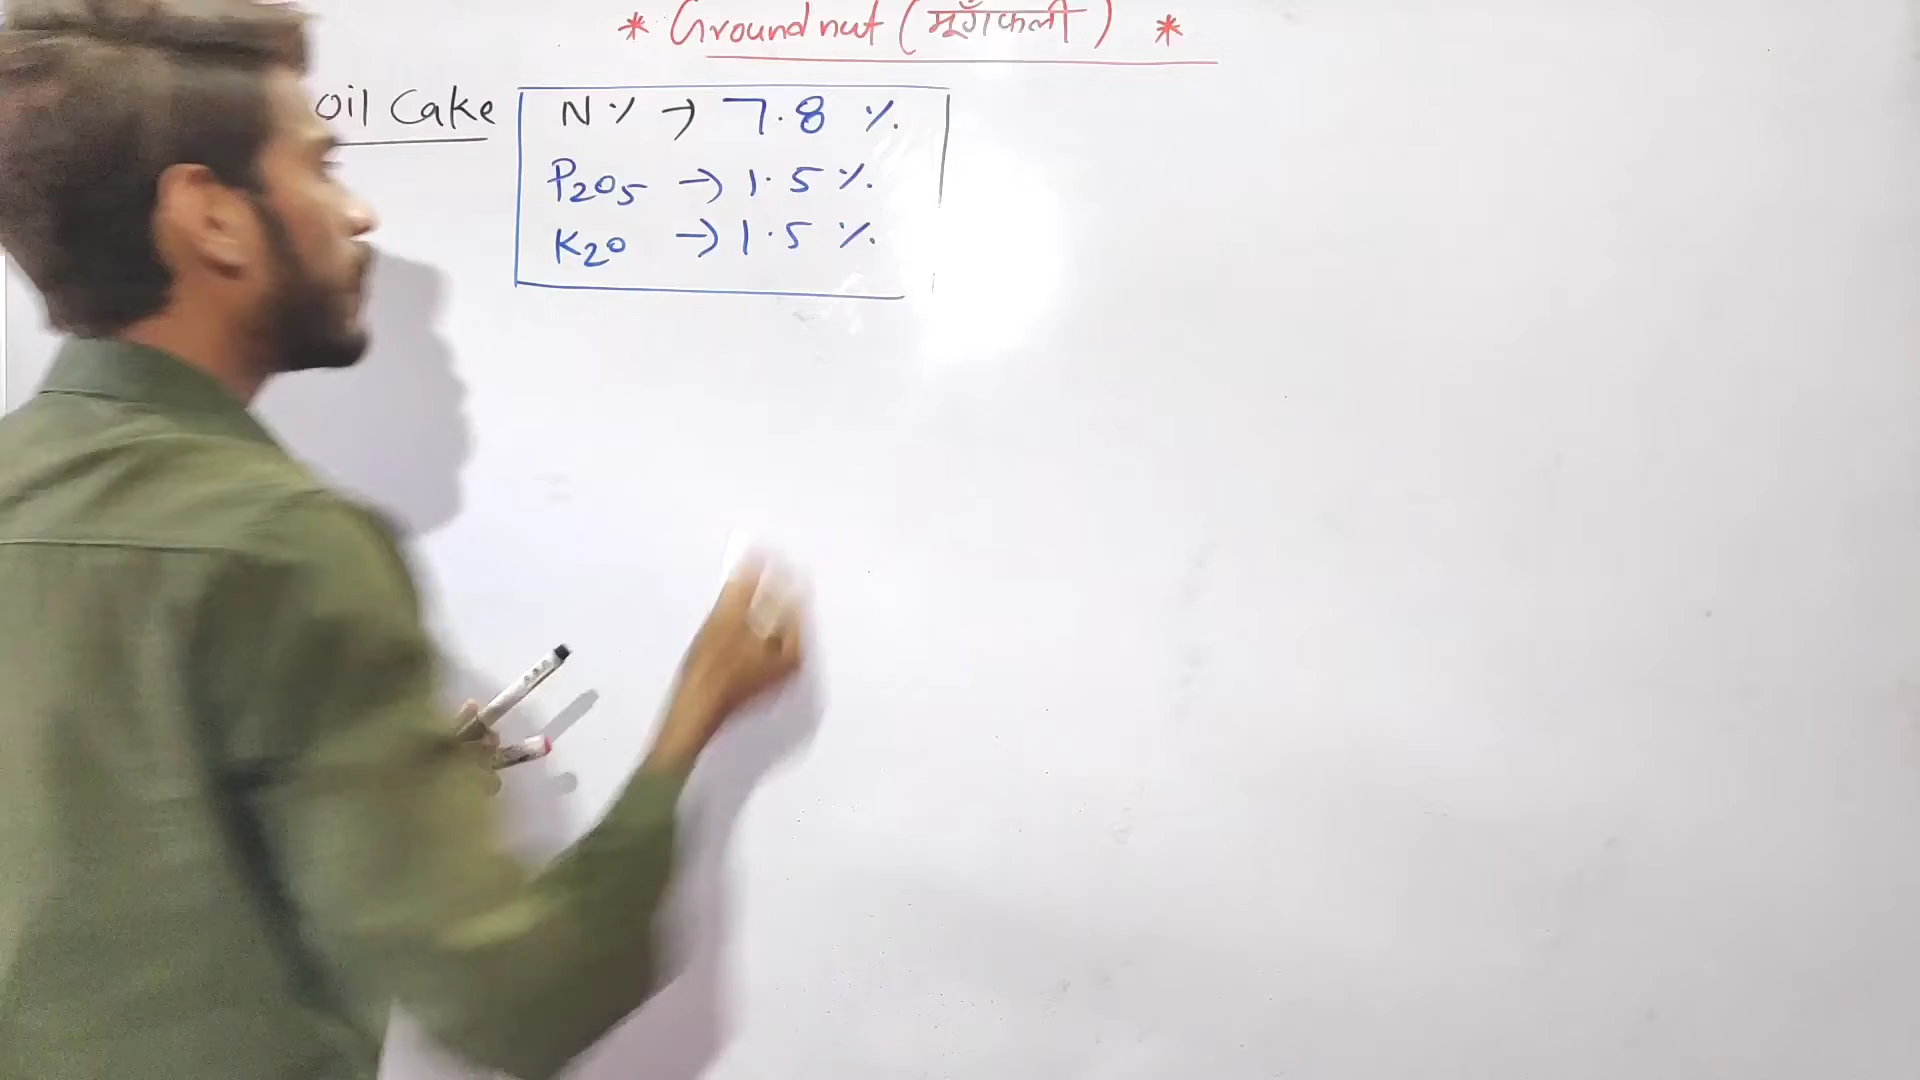 * Groundnut (मूँगफली) *
oil Cake
N% → 7.8 %
P2O5 → 1.5 %
K2O → 1.5 %